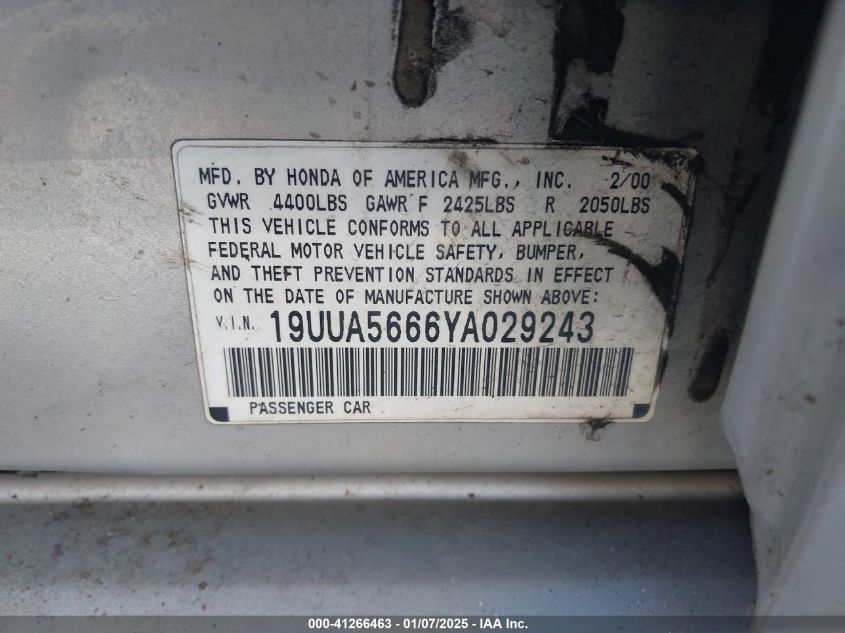 MFD. BY HONDA OF AMERICA MFG., INC. 2/00
GVWR 4400LBS GAWR F 2425LBS R 2050LBS
THIS VEHICLE CONFORMS TO ALL APPLICABLE
FEDERAL MOTOR VEHICLE SAFETY, BUMPER,
AND THEFT PREVENTION STANDARDS IN EFFECT
ON THE DATE OF MANUFACTURE SHOWN ABOVE:
V.I.N. 19UUA5666YA029243
PASSENGER CAR
000-41266463 - 01/07/2025 - IAA Inc.